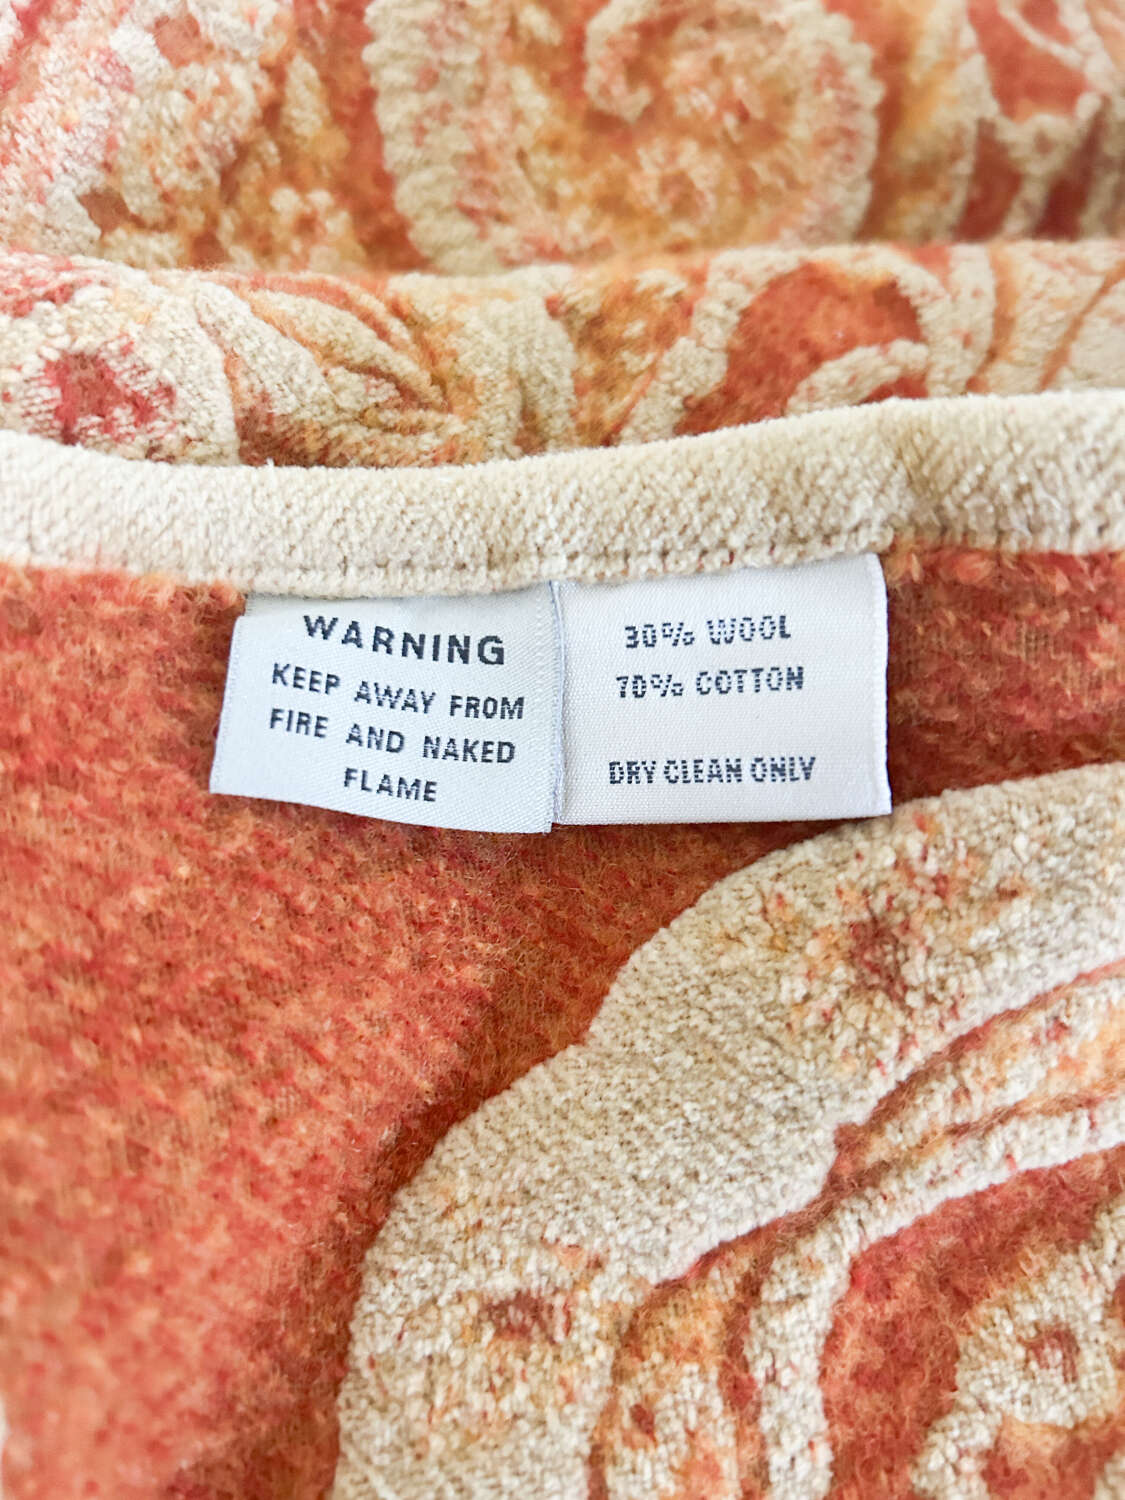 WARNING
KEEP AWAY FROM
FIRE AND NAKED
FLAME
30% WOOL
70% COTTON
DRY CLEAN ONLY